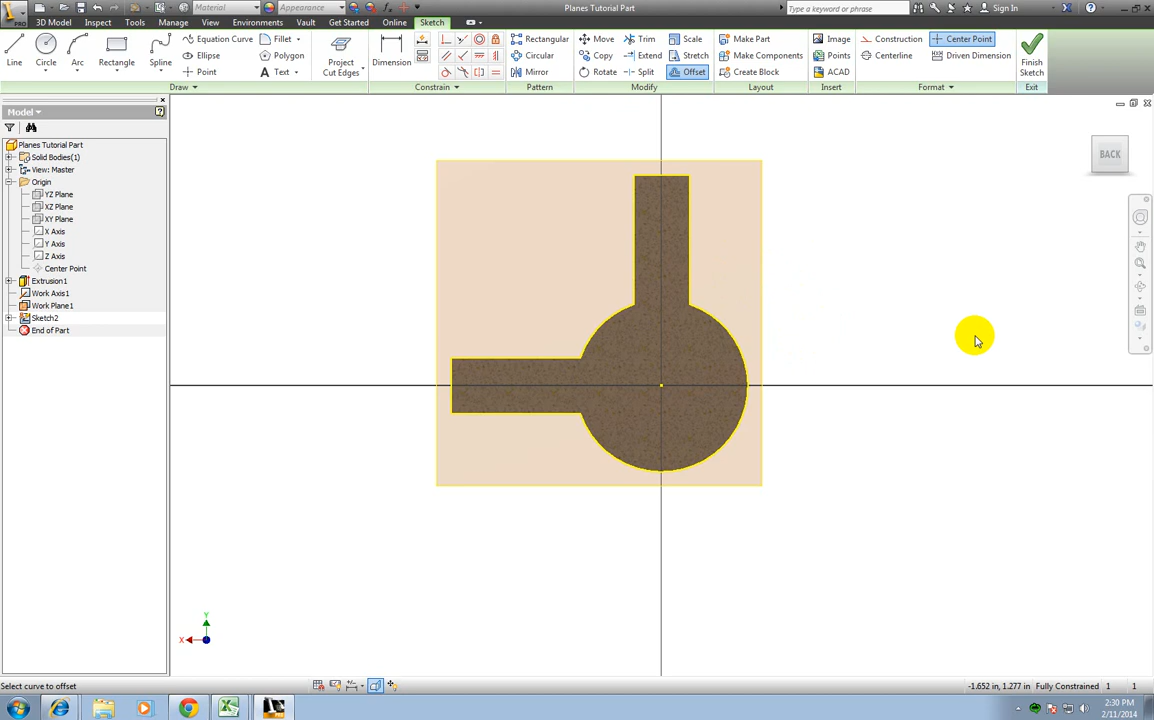 PRO
Material
Appearance
Planes Tutorial Part
Type a keyword or phrase
Sign In
3D Model Inspect Tools Manage View Environments Vault Get Started Online Sketch
Line
Circle
Arc
Rectangle
Spline
Equation Curve
Ellipse
Point
Fillet
Polygon
Text
Project
Cut Edges
Dimension
Rectangular
Circular
Mirror
Move
Copy
Rotate
Trim
Extend
Split
Scale
Stretch
Offset
Make Part
Make Components
Create Block
Image
Points
ACAD
Construction
Centerline
Center Point
Driven Dimension
Finish
Sketch
Draw
Constrain
Pattern
Modify
Layout
Insert
Format
Exit
Model
Planes Tutorial Part
Solid Bodies(1)
View: Master
Origin
YZ Plane
XZ Plane
XY Plane
X Axis
Y Axis
Z Axis
Center Point
Extrusion1
Work Axis1
Work Plane1
Sketch2
End of Part
BACK
Y
X
Select curve to offset
-1.652 in, 1.277 in Fully Constrained 1 1
2:30 PM
2/11/2014